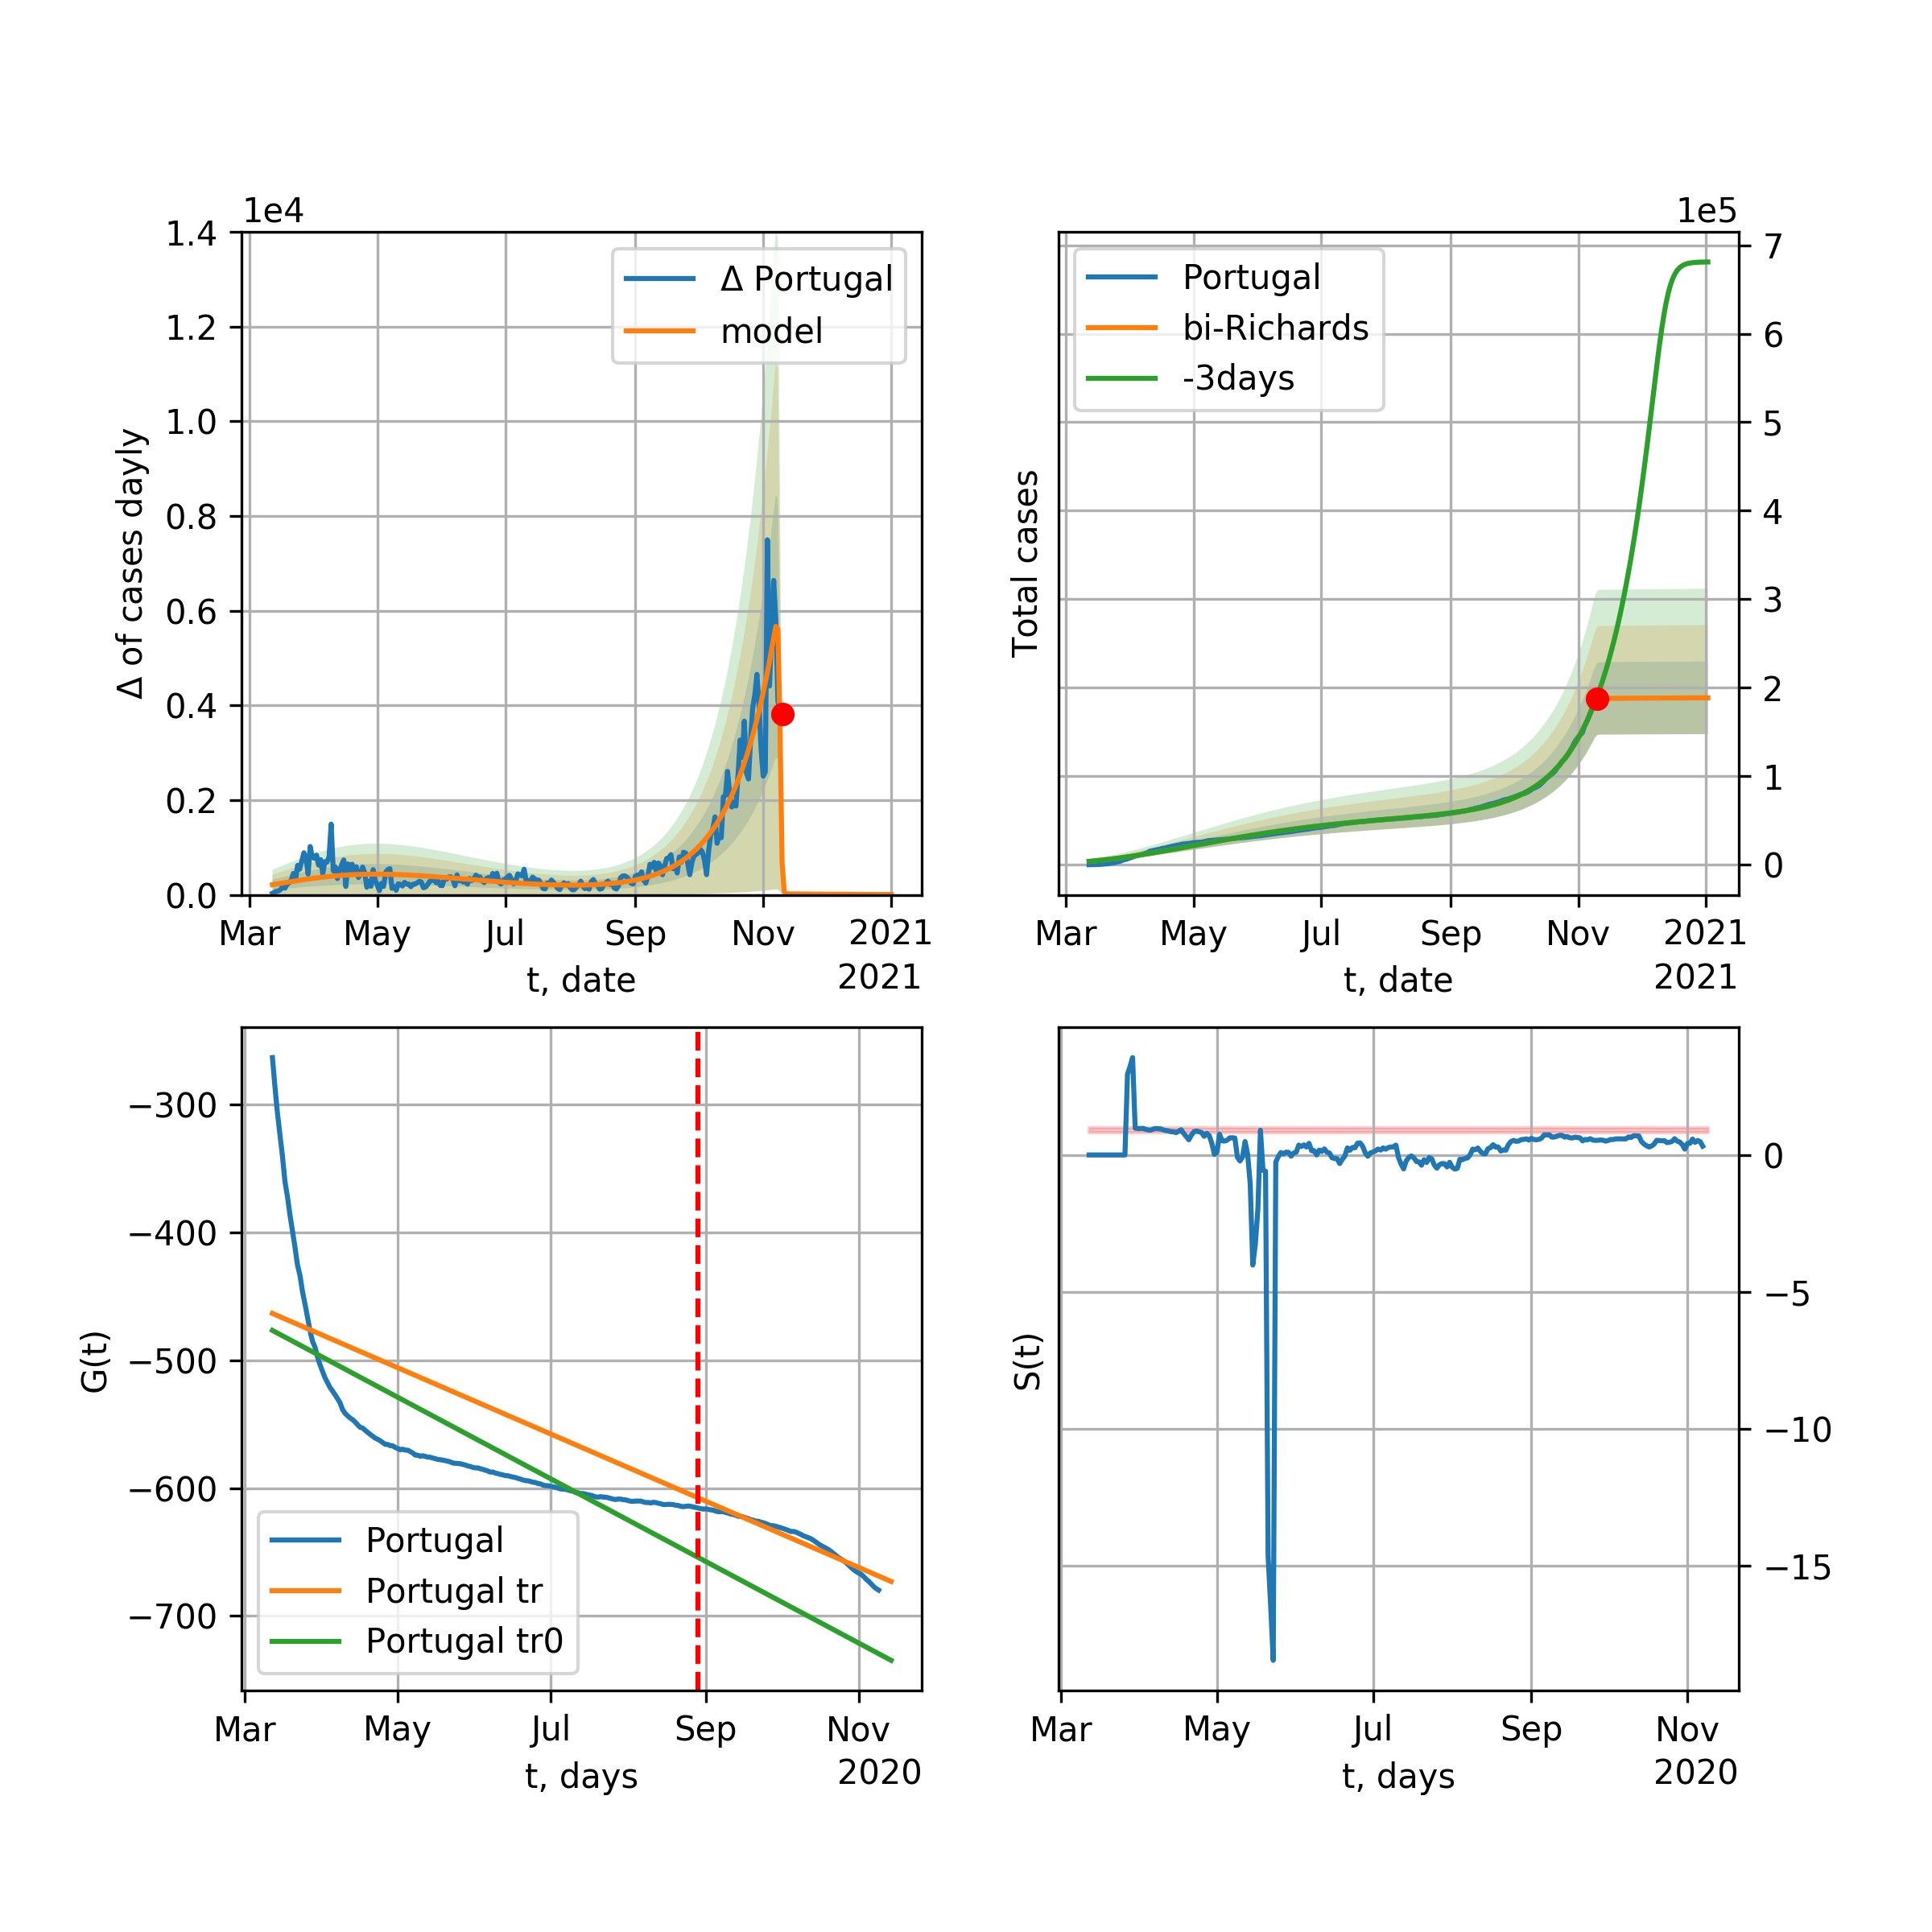 1e4
1.4
1.2
1.0
0.8
0.6
0.4
0.2
0.0
Δ of cases dayly
Δ Portugal
model
Mar May Jul Sep Nov 2021
t, date
2021
1e5
7
6
5
4
3
2
1
0
Total cases
Portugal
bi-Richards
-3days
Mar May Jul Sep Nov 2021
t, date
2021
−300
−400
−500
−600
−700
G(t)
Portugal
Portugal tr
Portugal tr0
Mar May Jul Sep Nov
t, days
2020
0
−5
−10
−15
S(t)
Mar May Jul Sep Nov
t, days
2020